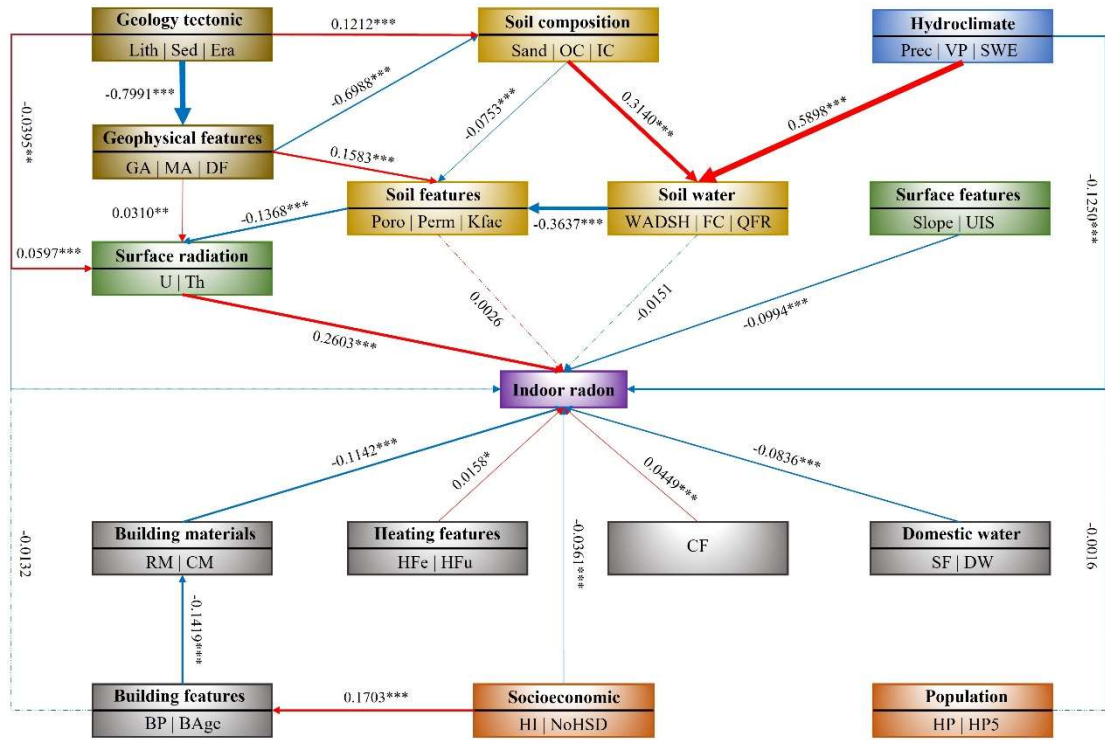 Geology tectonic
Lith | Sed | Era
0.1212***
Soil composition
Sand | OC | IC
Hydroclimate
Prec | VP | SWE
-0.7991***
-0.6988***
-0.0753***
0.3140***
0.5898***
-0.0395**
Geophysical features
GA | MA | DF
0.1583***
Soil features
Poro | Perm | Kfac
-0.3637***
Soil water
WADSH | FC | QFR
Surface features
Slope | UIS
-0.1250***
0.0310**
-0.1368***
0.0597***
Surface radiation
U | Th
0.2603***
0.0026
-0.0151
-0.0994***
Indoor radon
-0.1142***
0.0158*
0.0449***
-0.0836***
Building materials
RM | CM
Heating features
HFe | HFu
-0.0361***
CF
Domestic water
SF | DW
-0.0132
-0.0016
-0.1419***
Building features
BP | BAge
0.1703***
Socioeconomic
HI | NoHSD
Population
HP | HP5